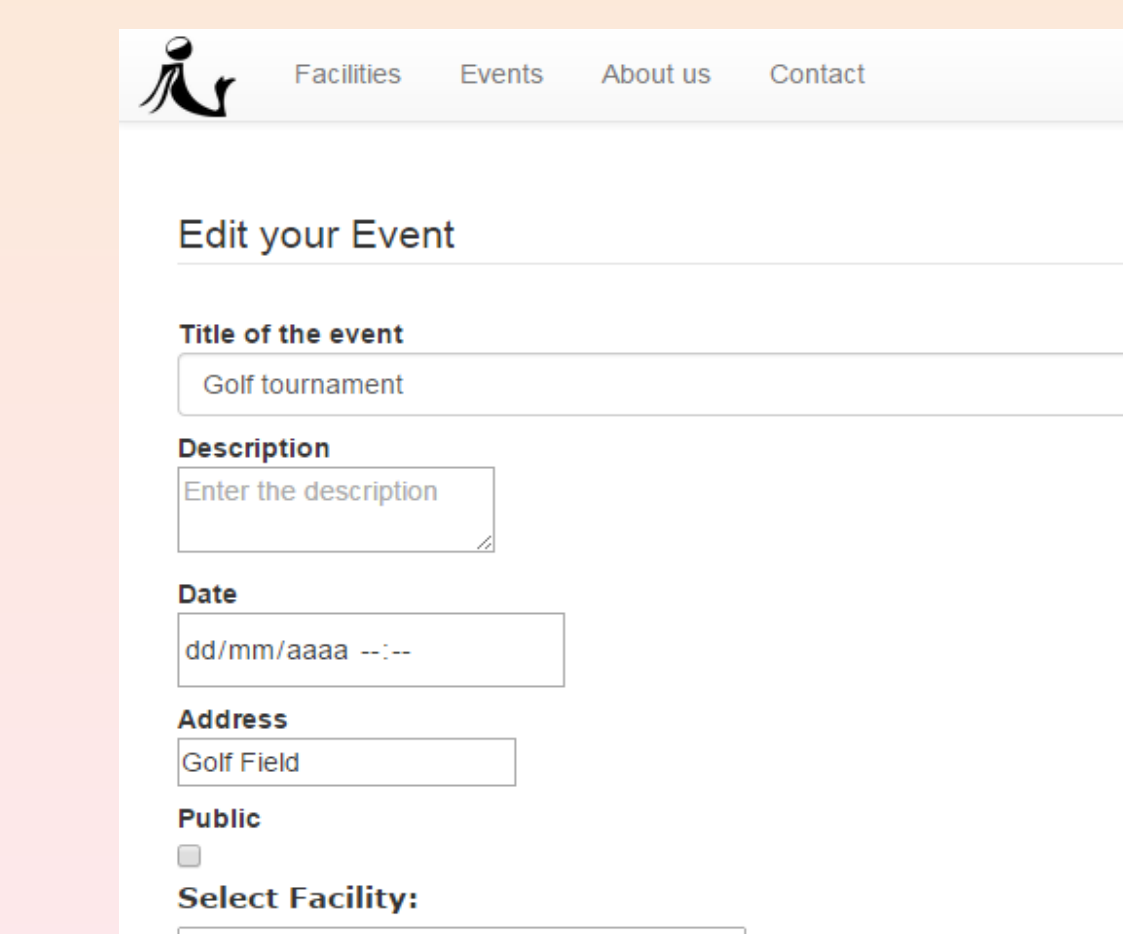 Facilities Events About us Contact
Edit your Event
Title of the event
Golf tournament
Description
Enter the description
Date
dd/mm/aaaa --:--
Address
Golf Field
Public
Select Facility: